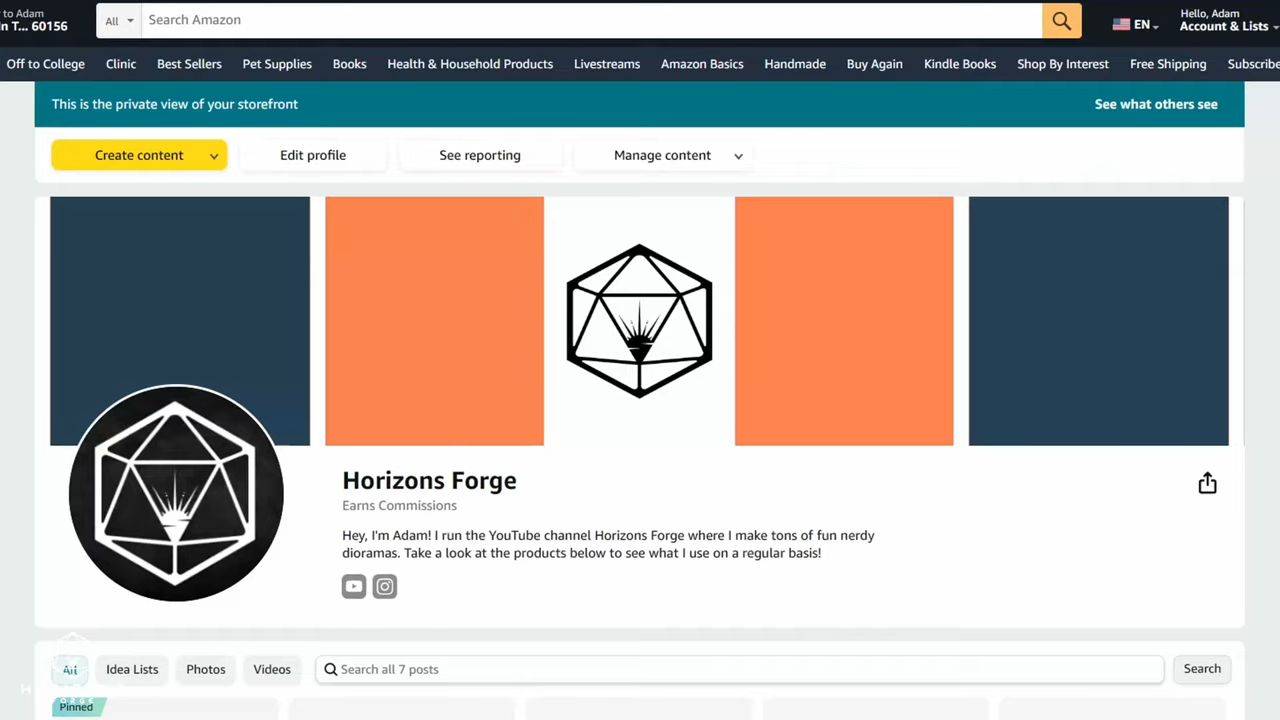 to Adam
In T... 60156
All
Search Amazon
EN
Hello, Adam
Account & Lists
Off to College
Clinic
Best Sellers
Pet Supplies
Books
Health & Household Products
Livestreams
Amazon Basics
Handmade
Buy Again
Kindle Books
Shop By Interest
Free Shipping
Subscribe
This is the private view of your storefront
See what others see
Create content
Edit profile
See reporting
Manage content
Horizons Forge
Earns Commissions
Hey, I'm Adam! I run the YouTube channel Horizons Forge where I make tons of fun nerdy
dioramas. Take a look at the products below to see what I use on a regular basis!
All
Idea Lists
Photos
Videos
Search all 7 posts
Search
Pinned